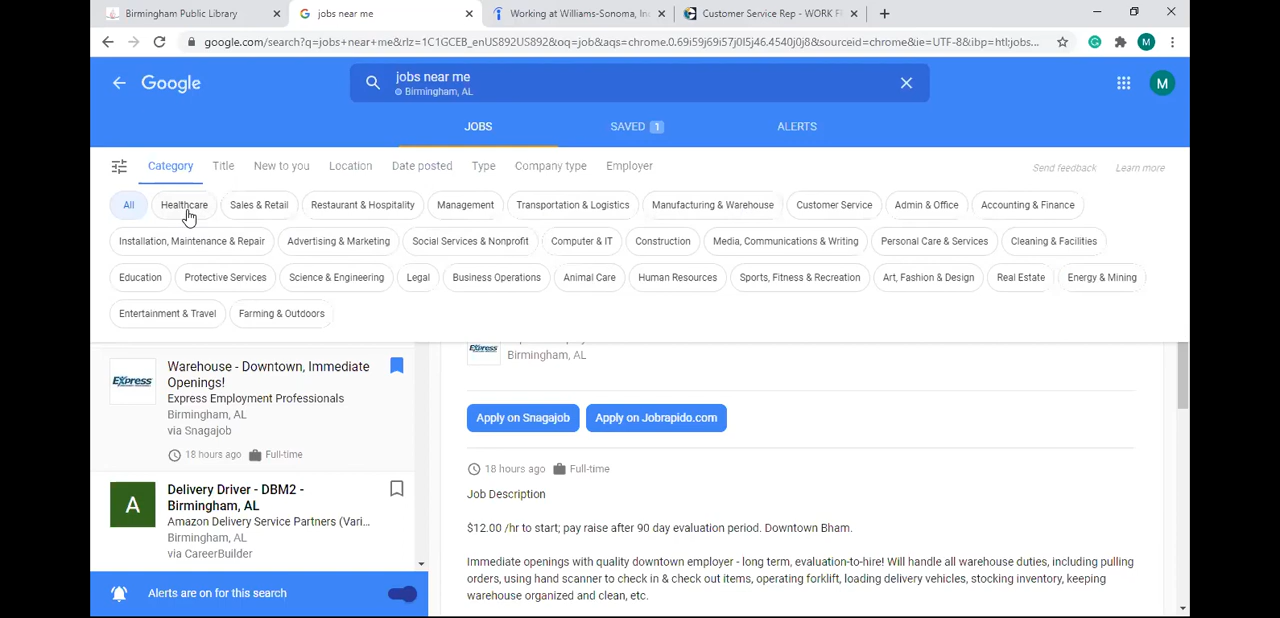 Birmingham Public Library
jobs near me
Working at Williams-Sonoma, Inc
Customer Service Rep - WORK F
google.com/search?q=jobs+near+me&rlz=1C1GCEB_enUS892US892&oq=job&aqs=chrome.0.69i59j69i57j0l5j46.4540j0j8&sourceid=chrome&ie=UTF-8&ibp=htl;jobs...
M
Google
jobs near me
Birmingham, AL
M
JOBS
SAVED 1
ALERTS
Category Title New to you Location Date posted Type Company type Employer
Send feedback Learn more
All Healthcare Sales & Retail Restaurant & Hospitality Management Transportation & Logistics Manufacturing & Warehouse Customer Service Admin & Office Accounting & Finance
Installation, Maintenance & Repair Advertising & Marketing Social Services & Nonprofit Computer & IT Construction Media, Communications & Writing Personal Care & Services Cleaning & Facilities
Education Protective Services Science & Engineering Legal Business Operations Animal Care Human Resources Sports, Fitness & Recreation Art, Fashion & Design Real Estate Energy & Mining
Entertainment & Travel Farming & Outdoors
Express
Warehouse - Downtown, Immediate
Openings!
Express Employment Professionals
Birmingham, AL
via Snagajob
18 hours ago Full-time
A
Delivery Driver - DBM2 -
Birmingham, AL
Amazon Delivery Service Partners (Vari...
Birmingham, AL
via CareerBuilder
Alerts are on for this search
Express
Birmingham, AL
Apply on Snagajob
Apply on Jobrapido.com
18 hours ago Full-time
Job Description
$12.00 /hr to start; pay raise after 90 day evaluation period. Downtown Bham.
Immediate openings with quality downtown employer - long term, evaluation-to-hire! Will handle all warehouse duties, including pulling
orders, using hand scanner to check in & check out items, operating forklift, loading delivery vehicles, stocking inventory, keeping
warehouse organized and clean, etc.